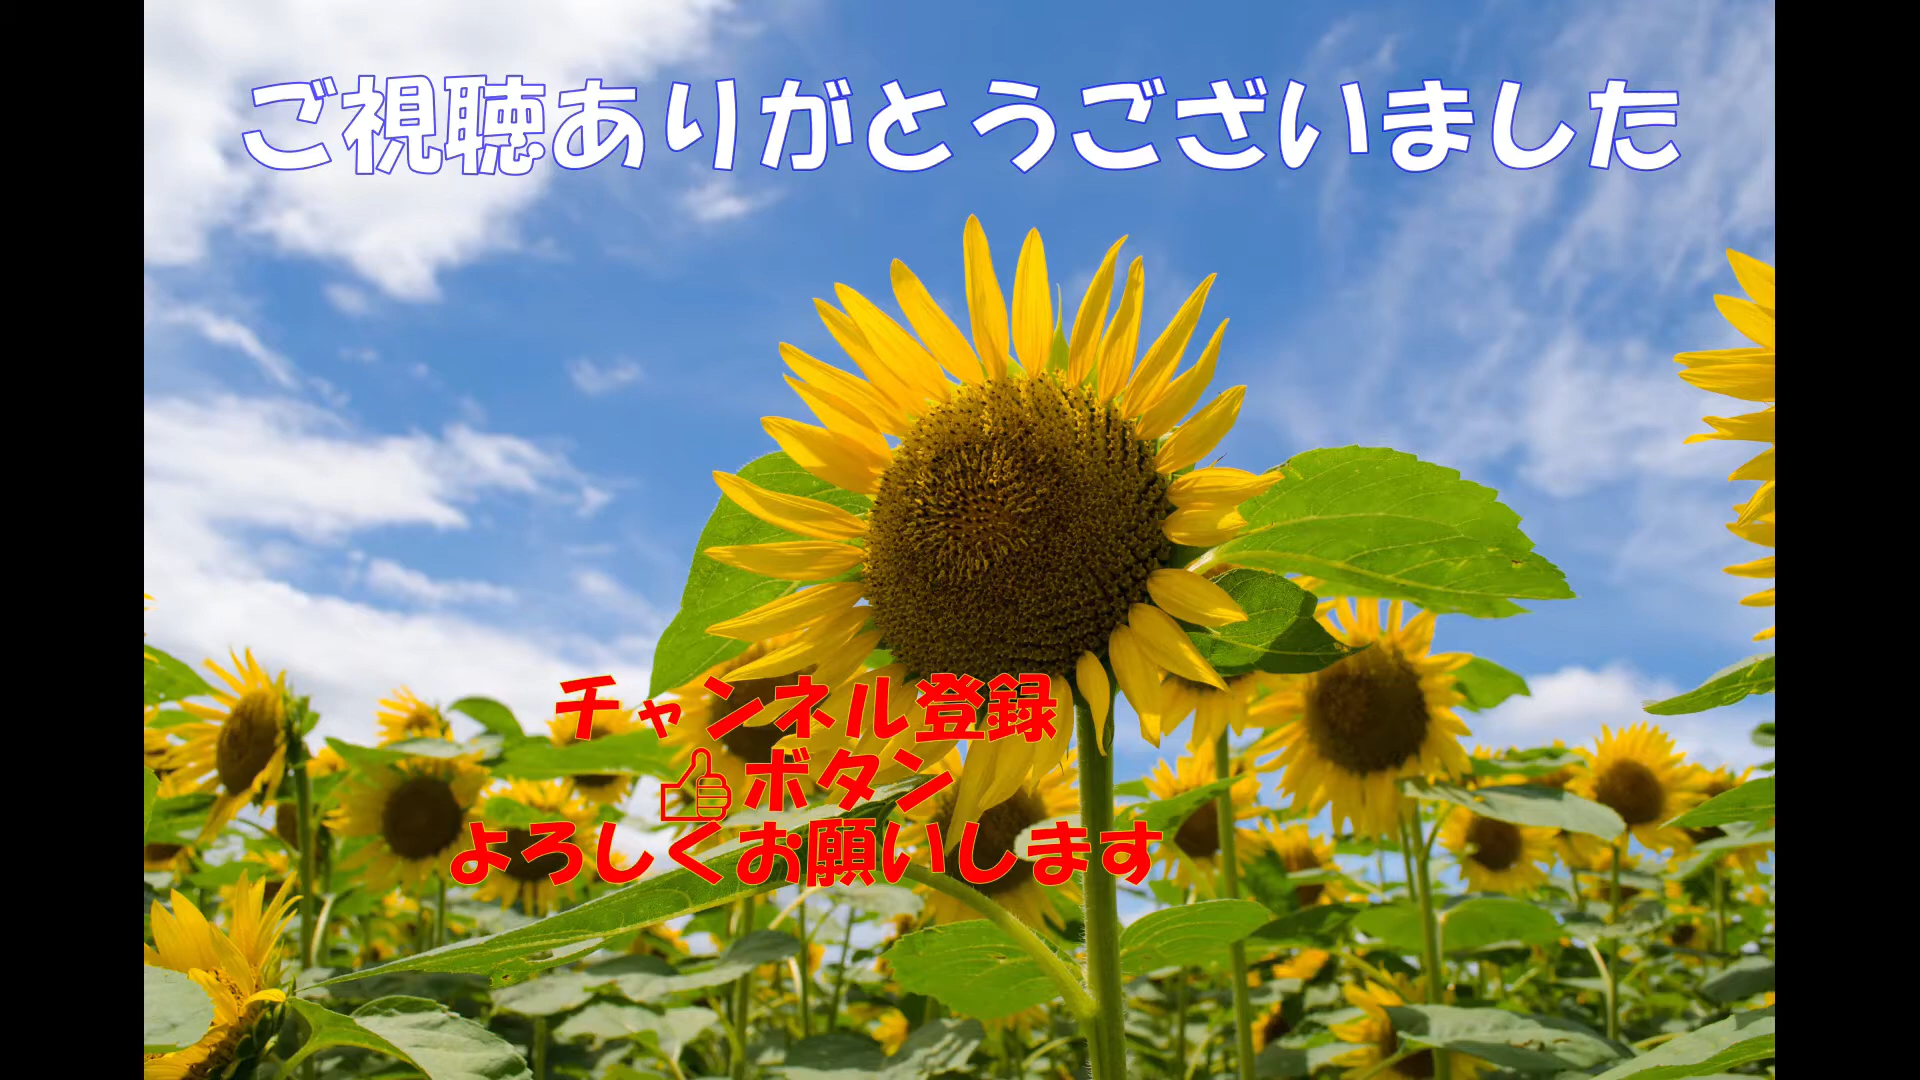 ご視聴ありがとうございました
チャンネル登録
👍ボタン
よろしくお願いします